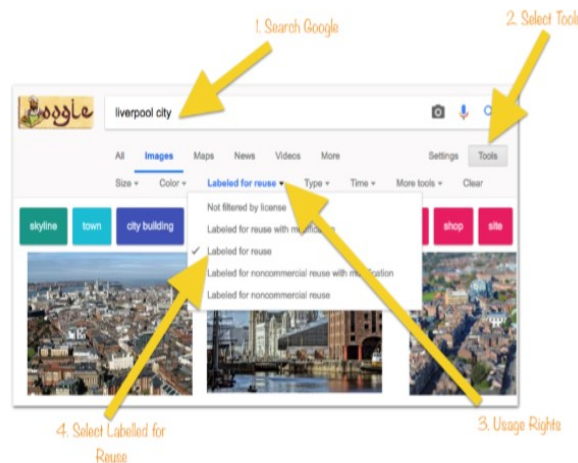 1. Search Google
2. Select Tools
Google
liverpool city
All Images Maps News Videos More Settings Tools
Size Color Labeled for reuse Type Time More tools Clear
Not filtered by license
Labeled for reuse with modification
Labeled for reuse
Labeled for noncommercial reuse with modification
Labeled for noncommercial reuse
skyline town city building shop site
4. Select Labelled for
Reuse
3. Usage Rights